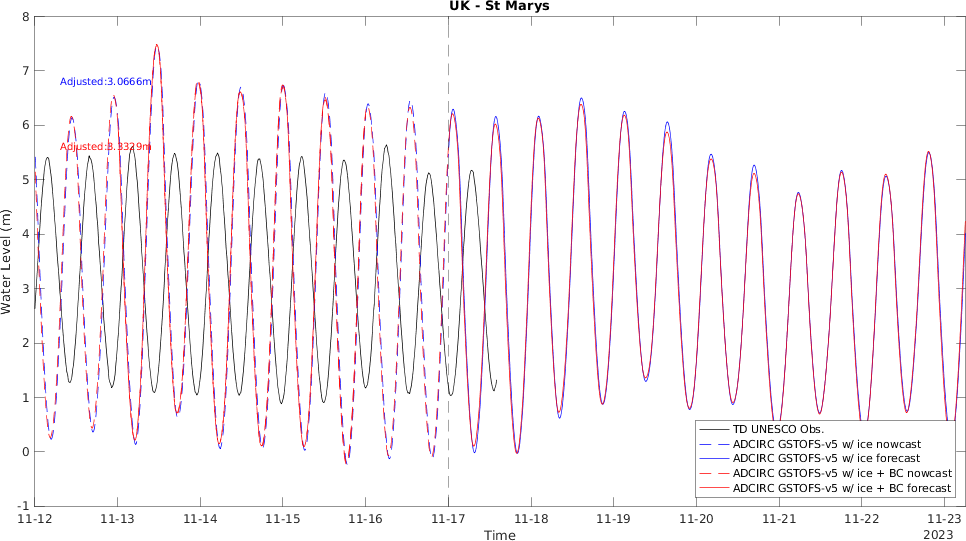 UK - St Marys
8
7
6
5
4
3
2
1
0
-1
Water Level (m)
Adjusted:3.0666m
Adjusted:3.3329m
TD UNESCO Obs.
ADCIRC GSTOFS-v5 w/ ice nowcast
ADCIRC GSTOFS-v5 w/ ice forecast
ADCIRC GSTOFS-v5 w/ ice + BC nowcast
ADCIRC GSTOFS-v5 w/ ice + BC forecast
11-12 11-13 11-14 11-15 11-16 11-17 11-18 11-19 11-20 11-21 11-22 11-23
Time
2023